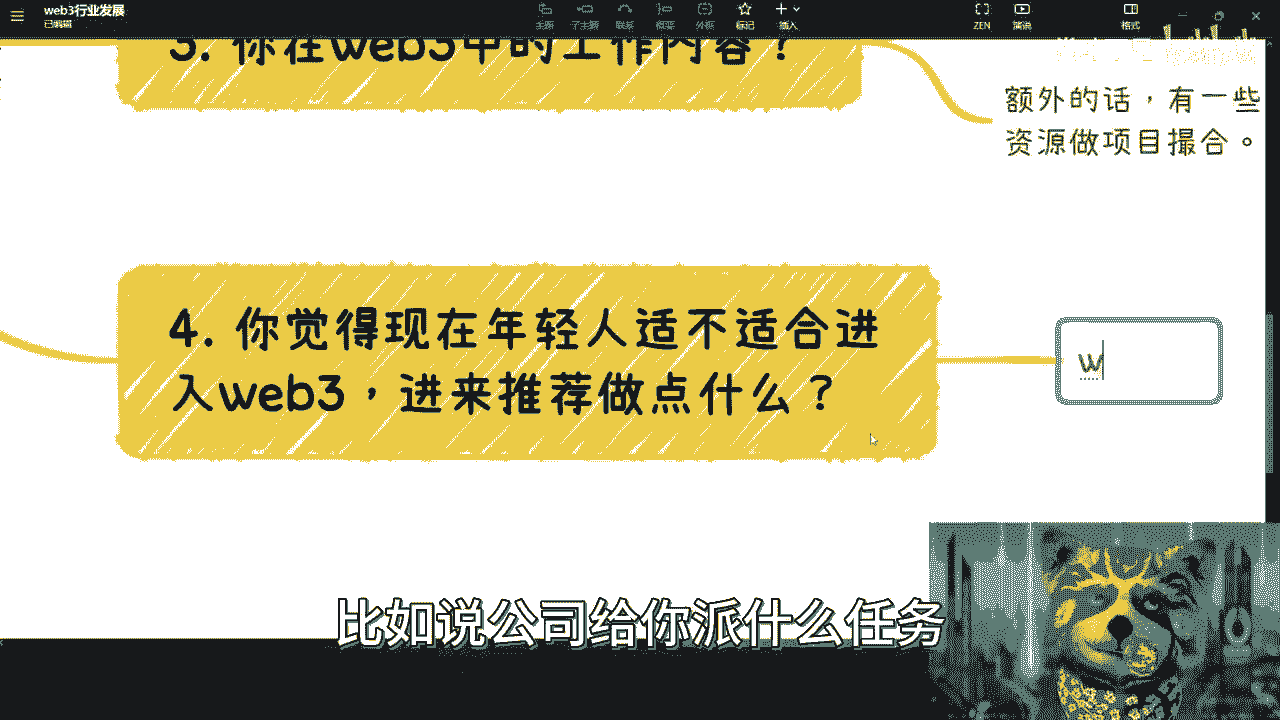 web3行业发展
已编辑
主题
子主题
联系
概要
外框
标记
插入
ZEN
演说
格式
3. 你在web3中的工作内容？
额外的话，有一些
资源做项目撮合。
4. 你觉得现在年轻人适不适合进
入web3，进来推荐做点什么？
w
比如说公司给你派什么任务